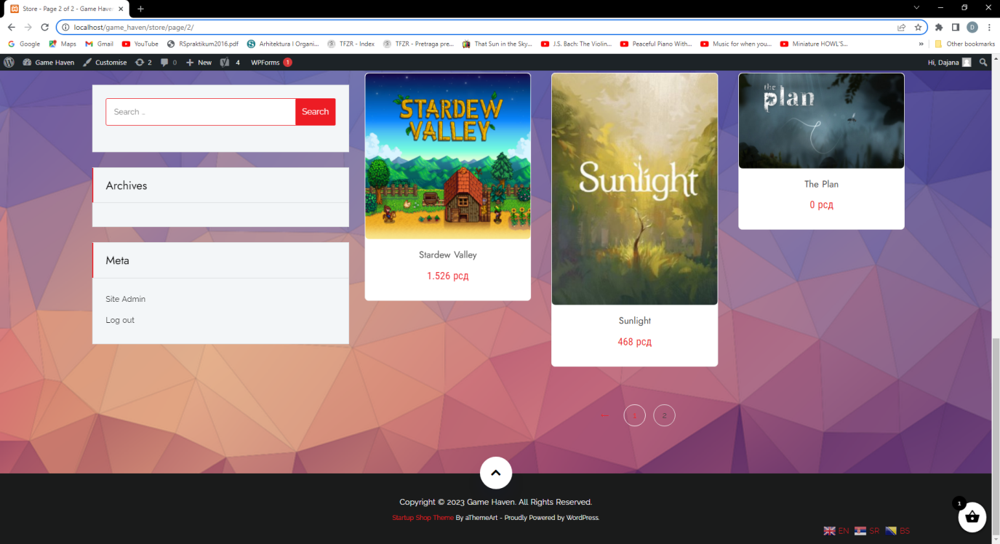 Store - Page 2 of 2 - Game Have
localhost/game_haven/store/page/2/
D
Google Maps Gmail YouTube RSpraktikum2016.pdf Arhitektura I Organi... TFZR - Index TFZR - Pretraga pre... That Sun in the Sky... J.S. Bach: The Violin... Peaceful Piano With... Music for when you... Miniature HOWL'S... » Other bookmarks
Game Haven Customise 2 0 + New 4 WPForms 1 Hi, Dajana
Search … Search
Archives
Meta
Site Admin
Log out
STARDEW
VALLEY
Stardew Valley
1.526 рсд
Sunlight
Sunlight
468 рсд
the
plan
The Plan
0 рсд
← 1 2
Copyright © 2023 Game Haven. All Rights Reserved.
Startup Shop Theme By aThemeArt - Proudly Powered by WordPress.
1
EN SR BS